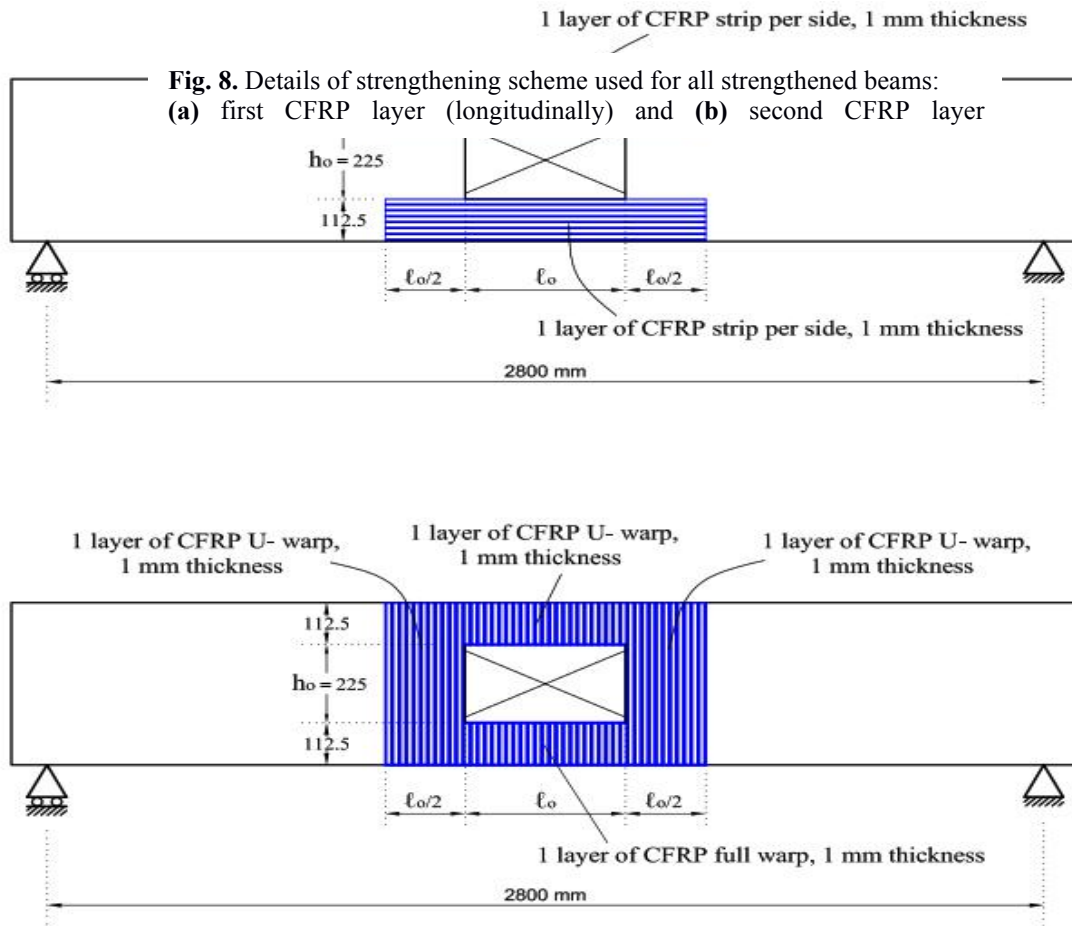 1 layer of CFRP strip per side, 1 mm thickness
Fig. 8. Details of strengthening scheme used for all strengthened beams:
(a) first CFRP layer (longitudinally) and (b) second CFRP layer
ho = 225
112.5
ℓo/2
ℓo
ℓo/2
1 layer of CFRP strip per side, 1 mm thickness
2800 mm
1 layer of CFRP U- warp,
1 mm thickness
1 layer of CFRP U- warp,
1 mm thickness
1 layer of CFRP U- warp,
1 mm thickness
112.5
ho = 225
112.5
ℓo/2
ℓo
ℓo/2
1 layer of CFRP full warp, 1 mm thickness
2800 mm